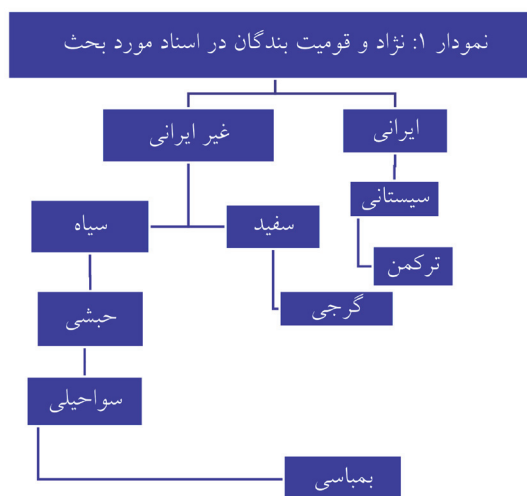 نمودار ۱: نژاد و قومیت بندگان در اسناد مورد بحث
ایرانی
غیر ایرانی
سیستانی
سفید
سیاه
ترکمن
گرجی
حبشی
سواحیلی
بمباسی